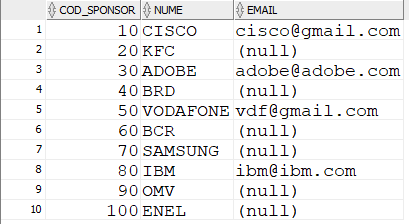 COD_SPONSOR NUME EMAIL
1 10 CISCO cisco@gmail.com
2 20 KFC (null)
3 30 ADOBE adobe@adobe.com
4 40 BRD (null)
5 50 VODAFONE vdf@gmail.com
6 60 BCR (null)
7 70 SAMSUNG (null)
8 80 IBM ibm@ibm.com
9 90 OMV (null)
10 100 ENEL (null)